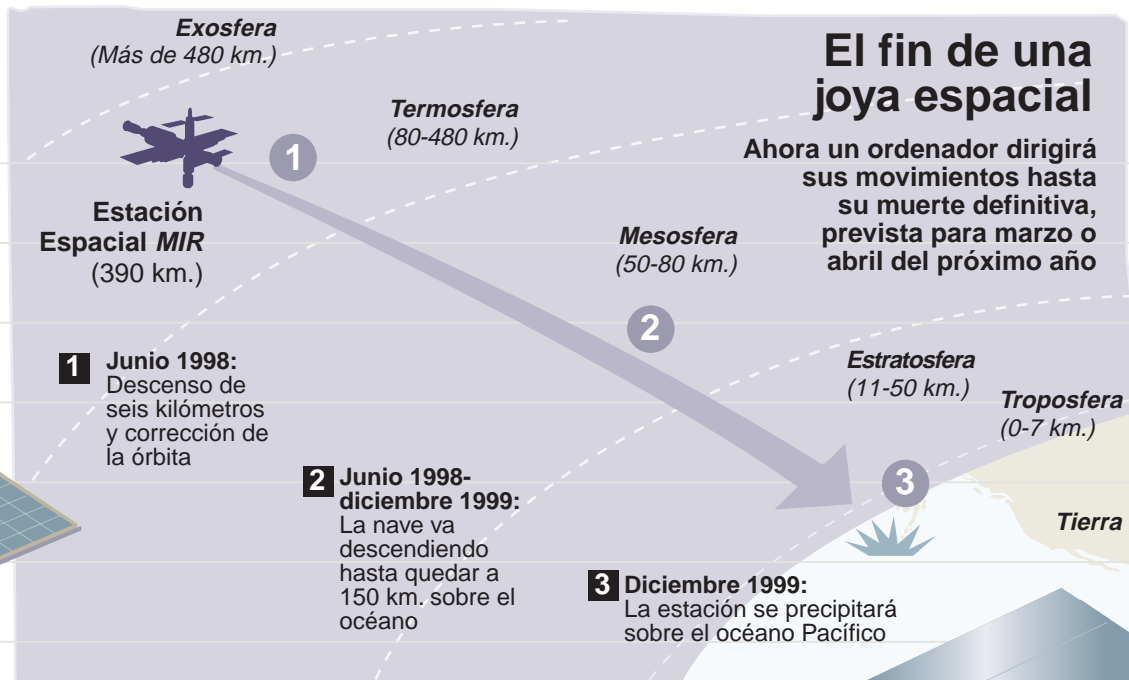 El fin de una
joya espacial
Ahora un ordenador dirigirá
sus movimientos hasta
su muerte definitiva,
prevista para marzo o
abril del próximo año
Exosfera
(Más de 480 km.)
Termosfera
(80-480 km.)
1
Estación
Espacial MIR
(390 km.)
Mesosfera
(50-80 km.)
2
Estratosfera
(11-50 km.)
Troposfera
(0-7 km.)
3
Tierra
1 Junio 1998:
Descenso de
seis kilómetros
y corrección de
la órbita
2 Junio 1998-
diciembre 1999:
La nave va
descendiendo
hasta quedar a
150 km. sobre el
océano
3 Diciembre 1999:
La estación se precipitará
sobre el océano Pacífico